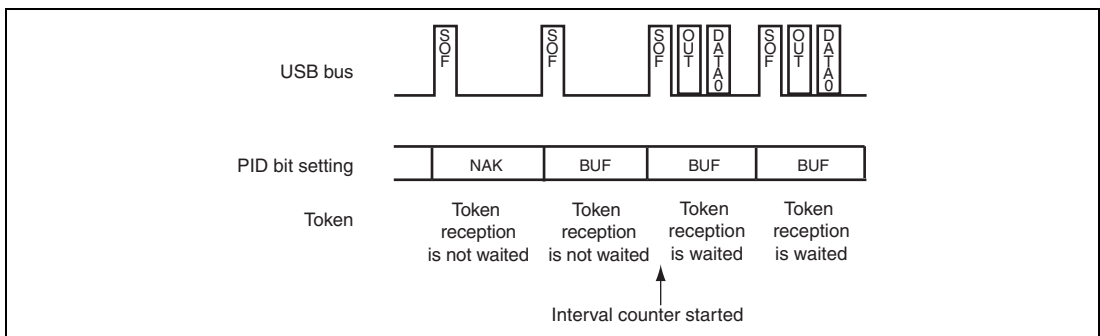 USB bus
SOF
SOF
SOF OUT DATA0
SOF OUT DATA0
PID bit setting
NAK BUF BUF BUF
Token
Token reception is not waited
Token reception is not waited
Token reception is waited
Token reception is waited
Interval counter started